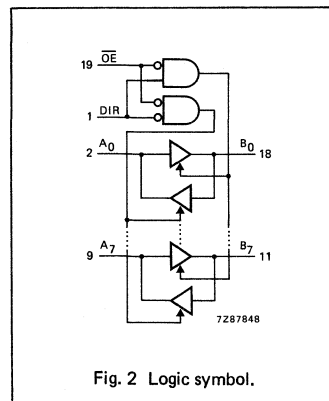 19 OE
1 DIR
2 A0 B0 18
9 A7 B7 11
7Z87848
Fig. 2 Logic symbol.